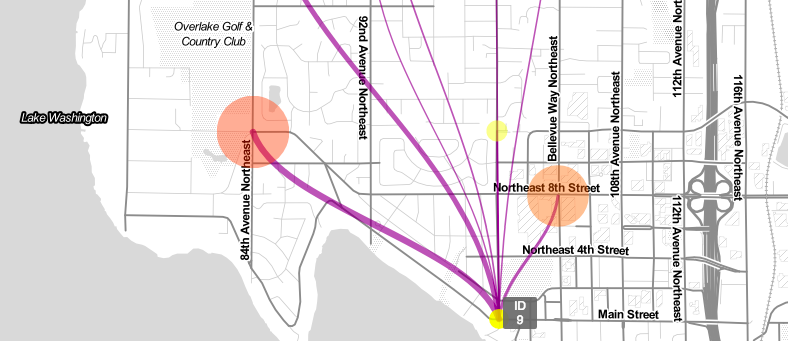 Overlake Golf &
Country Club
92nd Avenue Northeast
Lake Washington
84th Avenue Northeast
Bellevue Way Northeast
108th Avenue Northeast
112th Avenue Nort
116th Avenue Northeast
Northeast 8th Street
112th Avenue Northeast
Northeast 4th Street
ID
9
Main Street